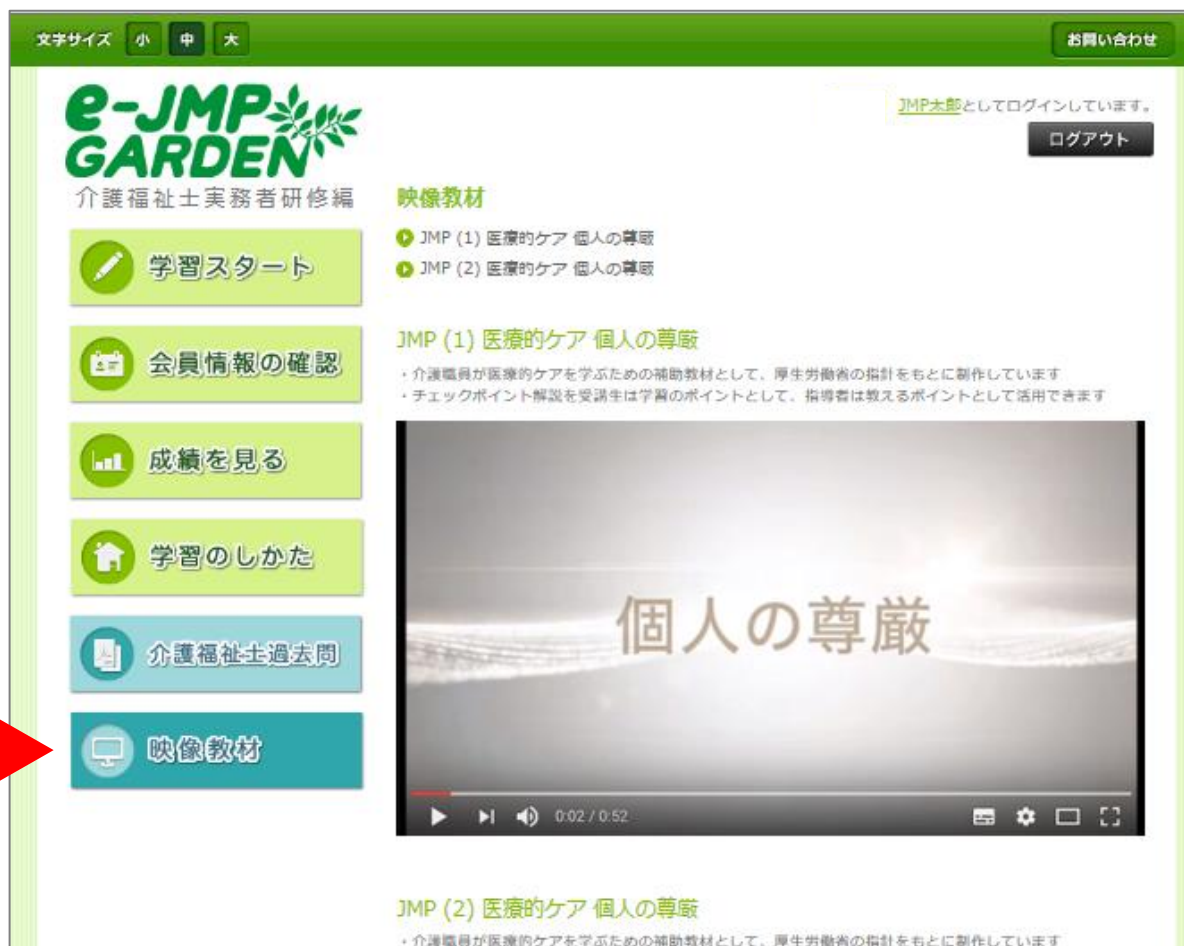 文字サイズ 小 中 大
お問い合わせ
e-JMP
GARDEN
介護福祉士実務者研修編
JMP太郎としてログインしています。
ログアウト
学習スタート
会員情報の確認
成績を見る
学習のしかた
介護福祉士過去問
映像教材
映像教材
JMP (1) 医療的ケア 個人の尊厳
JMP (2) 医療的ケア 個人の尊厳
JMP (1) 医療的ケア 個人の尊厳
・介護職員が医療的ケアを学ぶための補助教材として、厚生労働省の指針をもとに制作しています
・チェックポイント解説を受講生は学習のポイントとして、指導者は教えるポイントとして活用できます
個人の尊厳
0:02 / 0:52
JMP (2) 医療的ケア 個人の尊厳
・介護職員が医療的ケアを学ぶための補助教材として、厚生労働省の指針をもとに制作しています